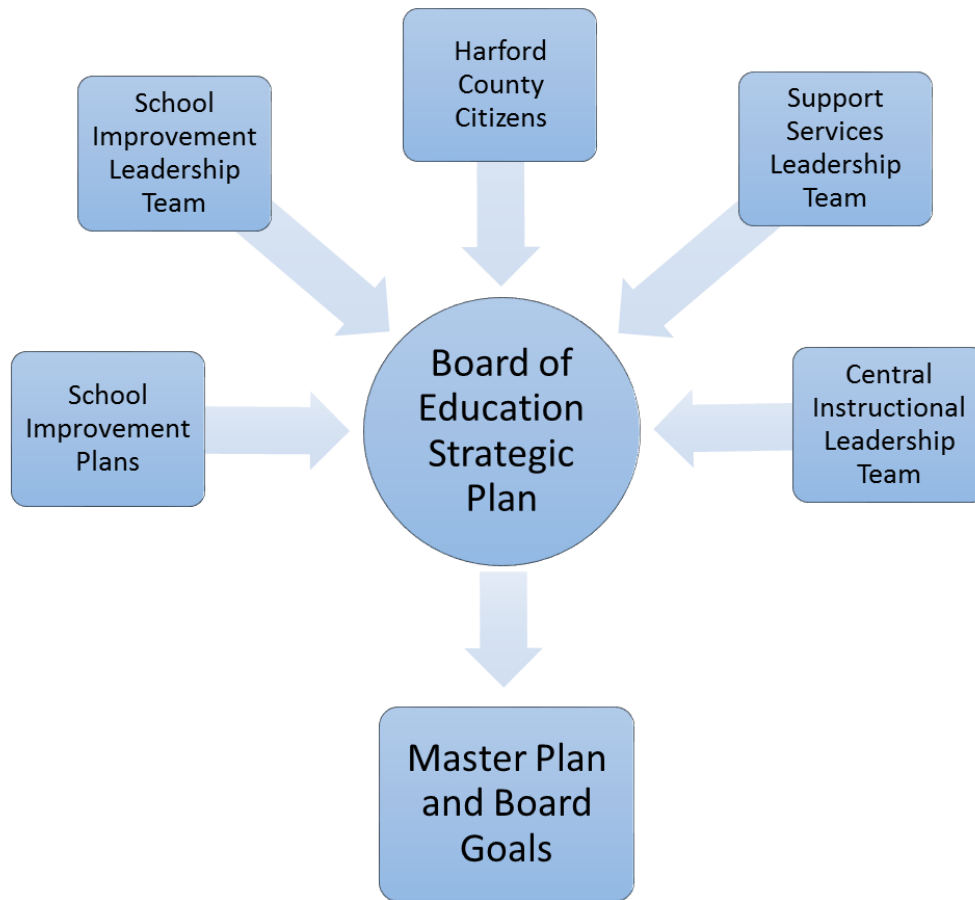 Harford
County
Citizens
School
Improvement
Leadership
Team
Support
Services
Leadership
Team
School
Improvement
Plans
Board of
Education
Strategic
Plan
Central
Instructional
Leadership
Team
Master Plan
and Board
Goals